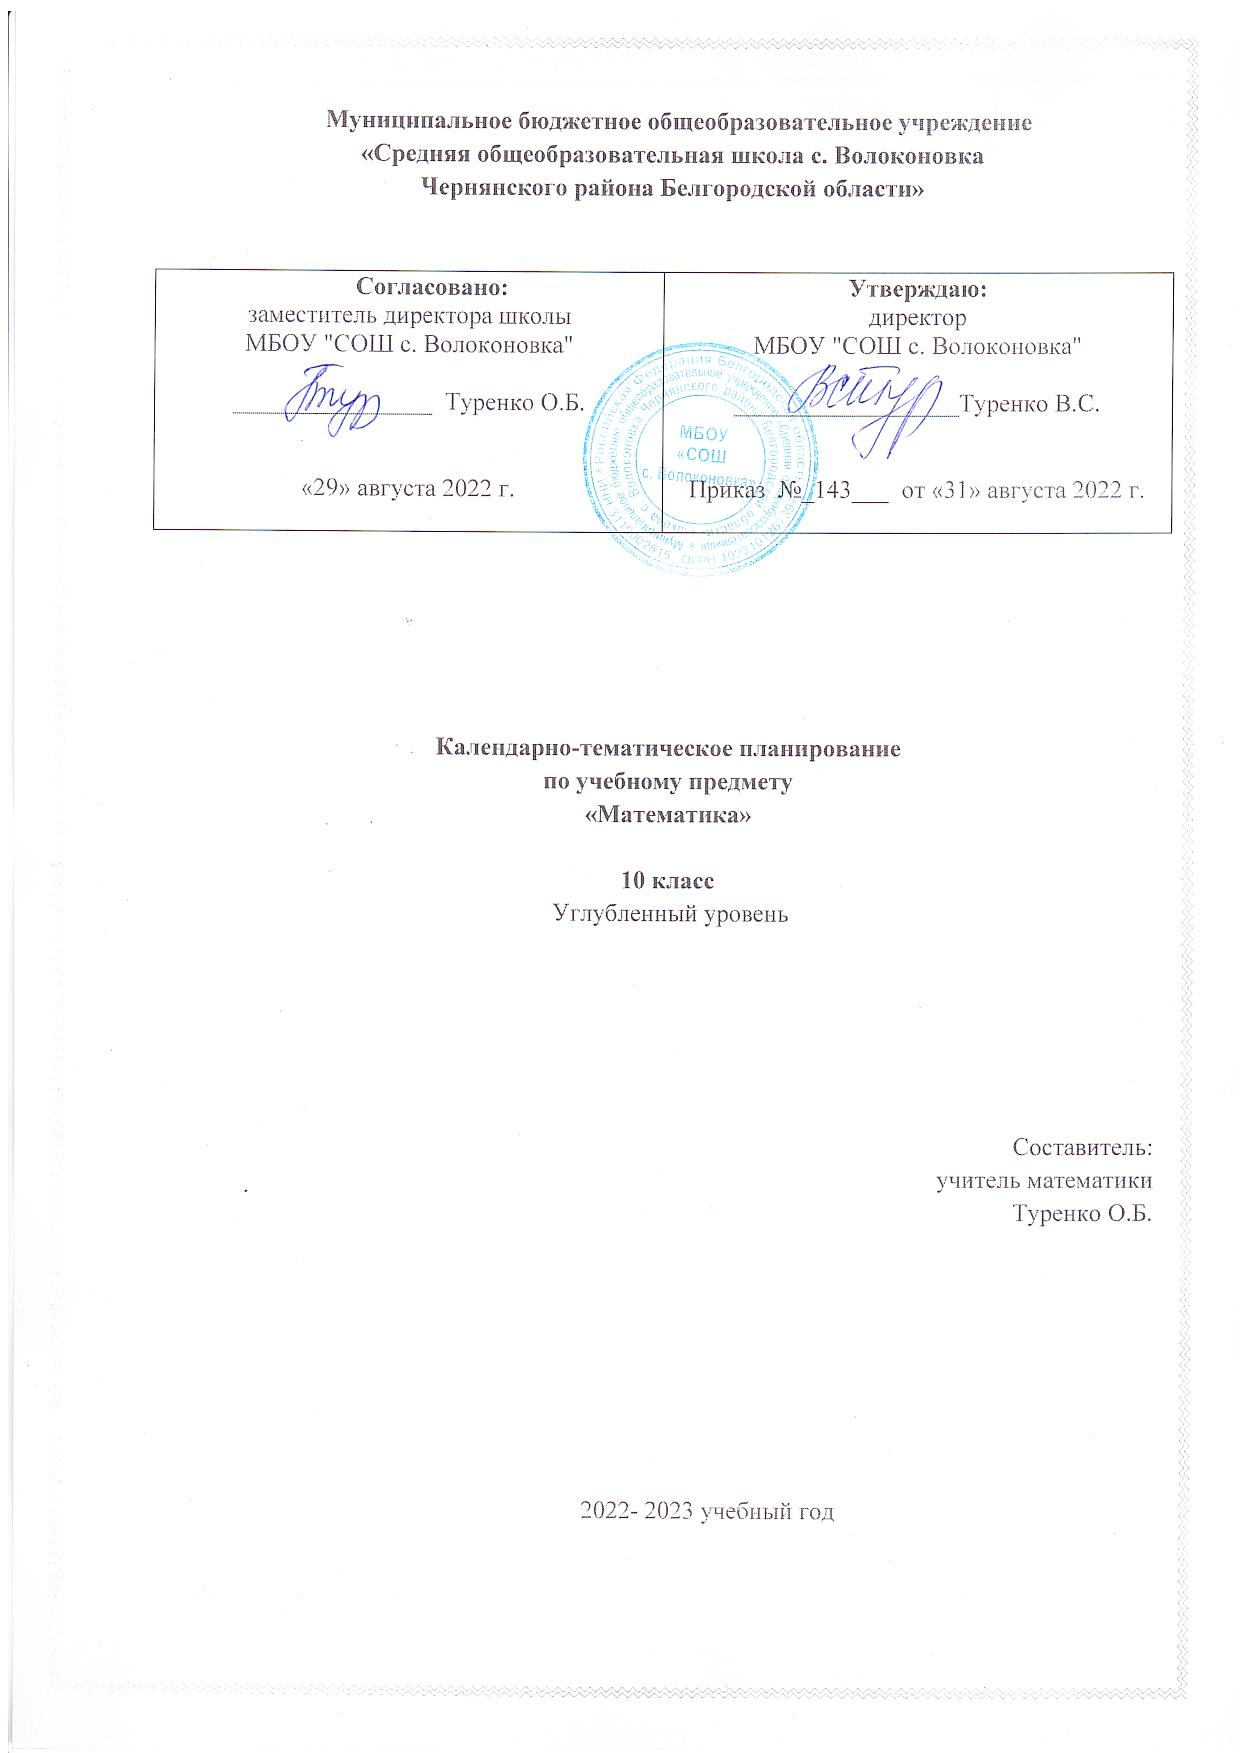 Муниципальное бюджетное общеобразовательное учреждение
«Средняя общеобразовательная школа с. Волоконовка
Чернянского района Белгородской области»
Согласовано:
заместитель директора школы
МБОУ "СОШ с. Волоконовка"
Туренко О.Б.
«29» августа 2022 г.
Утверждаю:
директор
МБОУ "СОШ с. Волоконовка"
Туренко В.С.
Приказ №_143___ от «31» августа 2022 г.
МБОУ
«СОШ
с. Волоконовка»
Календарно-тематическое планирование
по учебному предмету
«Математика»
10 класс
Углубленный уровень
Составитель:
учитель математики
Туренко О.Б.
2022- 2023 учебный год